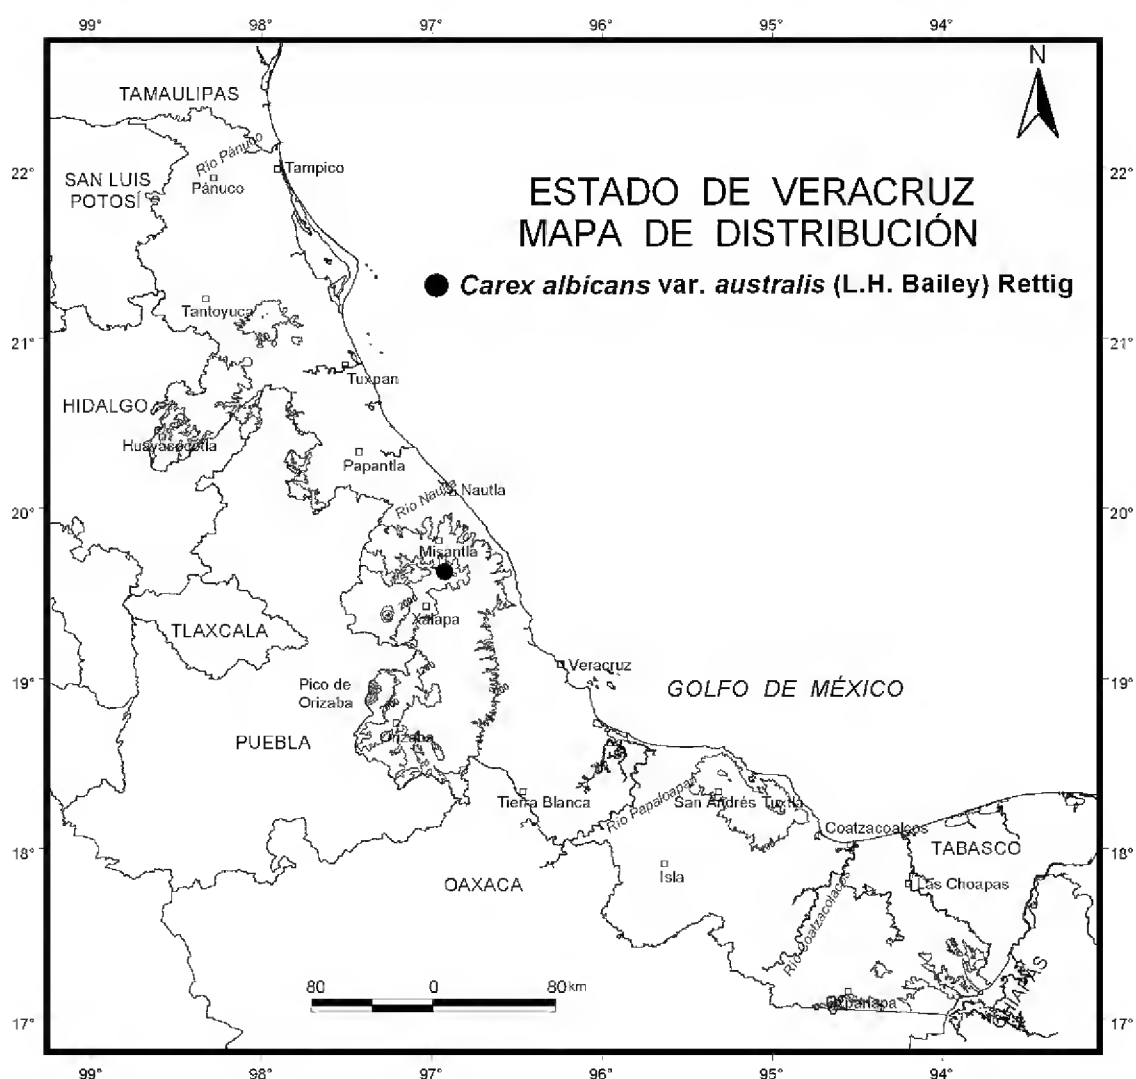 99° 98° 97° 96° 95° 94°
N
TAMAULIPAS
Río Pánuco
22° 22°
Tampico
SAN LUIS
POTOSÍ
Pánuco
ESTADO DE VERACRUZ
MAPA DE DISTRIBUCIÓN
Carex albicans var. australis (L.H. Bailey) Rettig
Tantoyuca
21° 21°
Tuxpan
HIDALGO
Huayacocotla
Papantla
Nautla
Río Nautla
20° 20°
Misantla
2000
Xalapa
TLAXCALA
Veracruz
19° 19°
Pico de
Orizaba
GOLFO DE MÉXICO
PUEBLA
Orizaba
Tierra Blanca
Río Papaloapan
San Andrés Tuxtla
Coatzacoalcos
18° 18°
TABASCO
Isla
OAXACA
Las Choapas
Río Coatzacoalcos
CHIAPAS
80 0 80 km
Uxpanapa
17° 17°
99° 98° 97° 96° 95° 94°